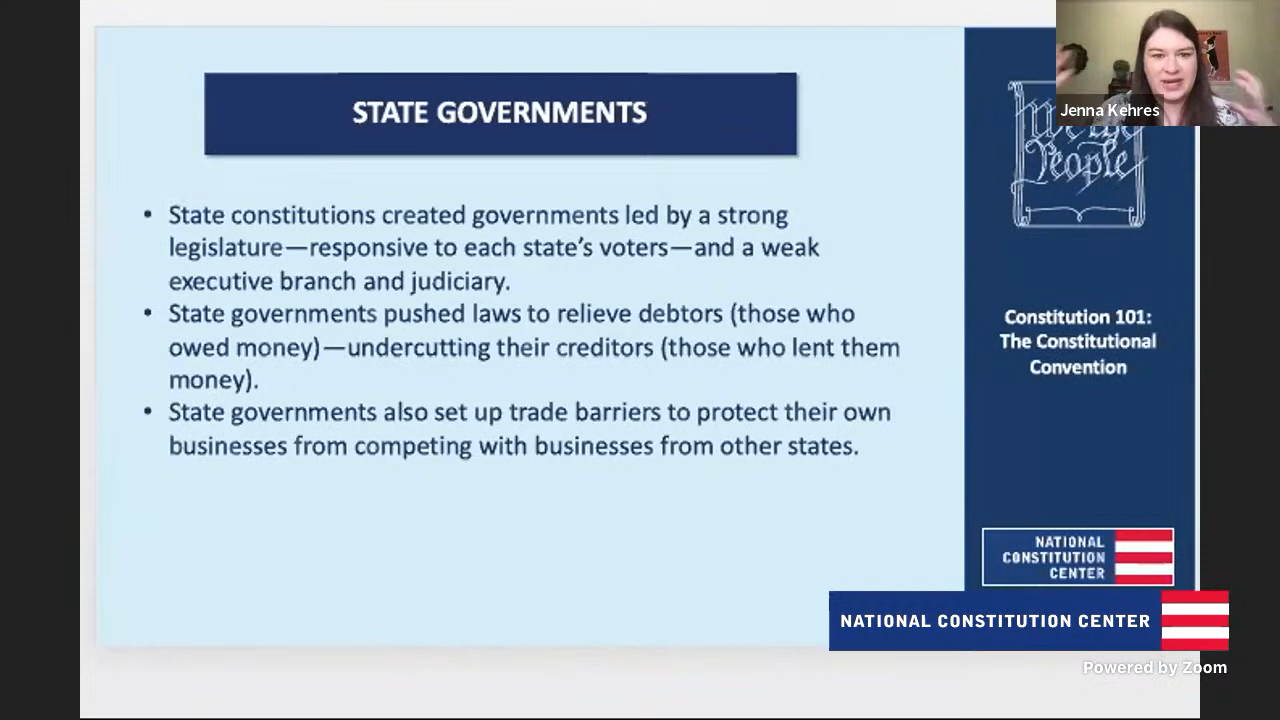 STATE GOVERNMENTS
• State constitutions created governments led by a strong
legislature—responsive to each state’s voters—and a weak
executive branch and judiciary.
• State governments pushed laws to relieve debtors (those who
owed money)—undercutting their creditors (those who lent them
money).
• State governments also set up trade barriers to protect their own
businesses from competing with businesses from other states.
Jenna Kehres
We the
People
Constitution 101:
The Constitutional
Convention
NATIONAL
CONSTITUTION
CENTER
NATIONAL CONSTITUTION CENTER
Powered by Zoom